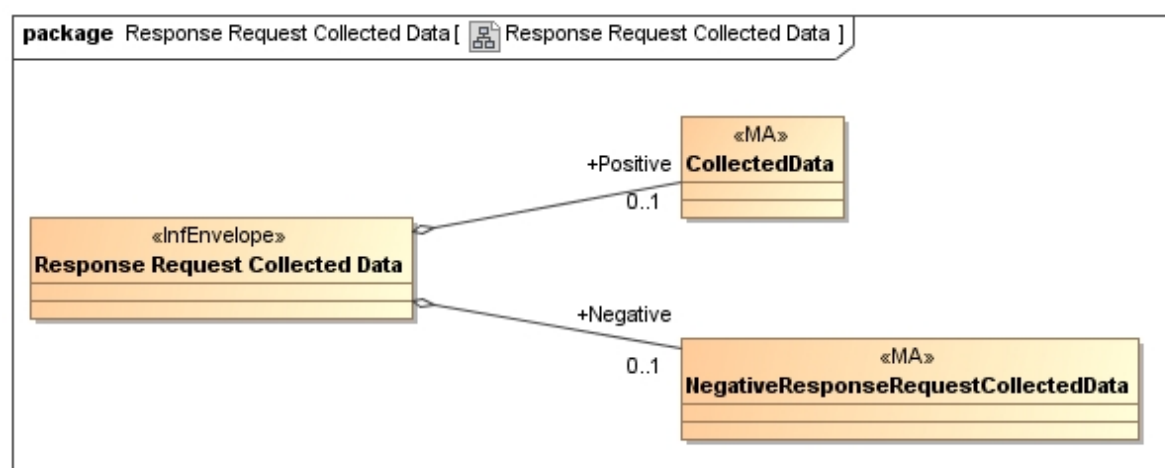 package Response Request Collected Data [ Response Request Collected Data ]
«MA»
CollectedData
+Positive
0..1
«InfEnvelope»
Response Request Collected Data
+Negative
0..1
«MA»
NegativeResponseRequestCollectedData